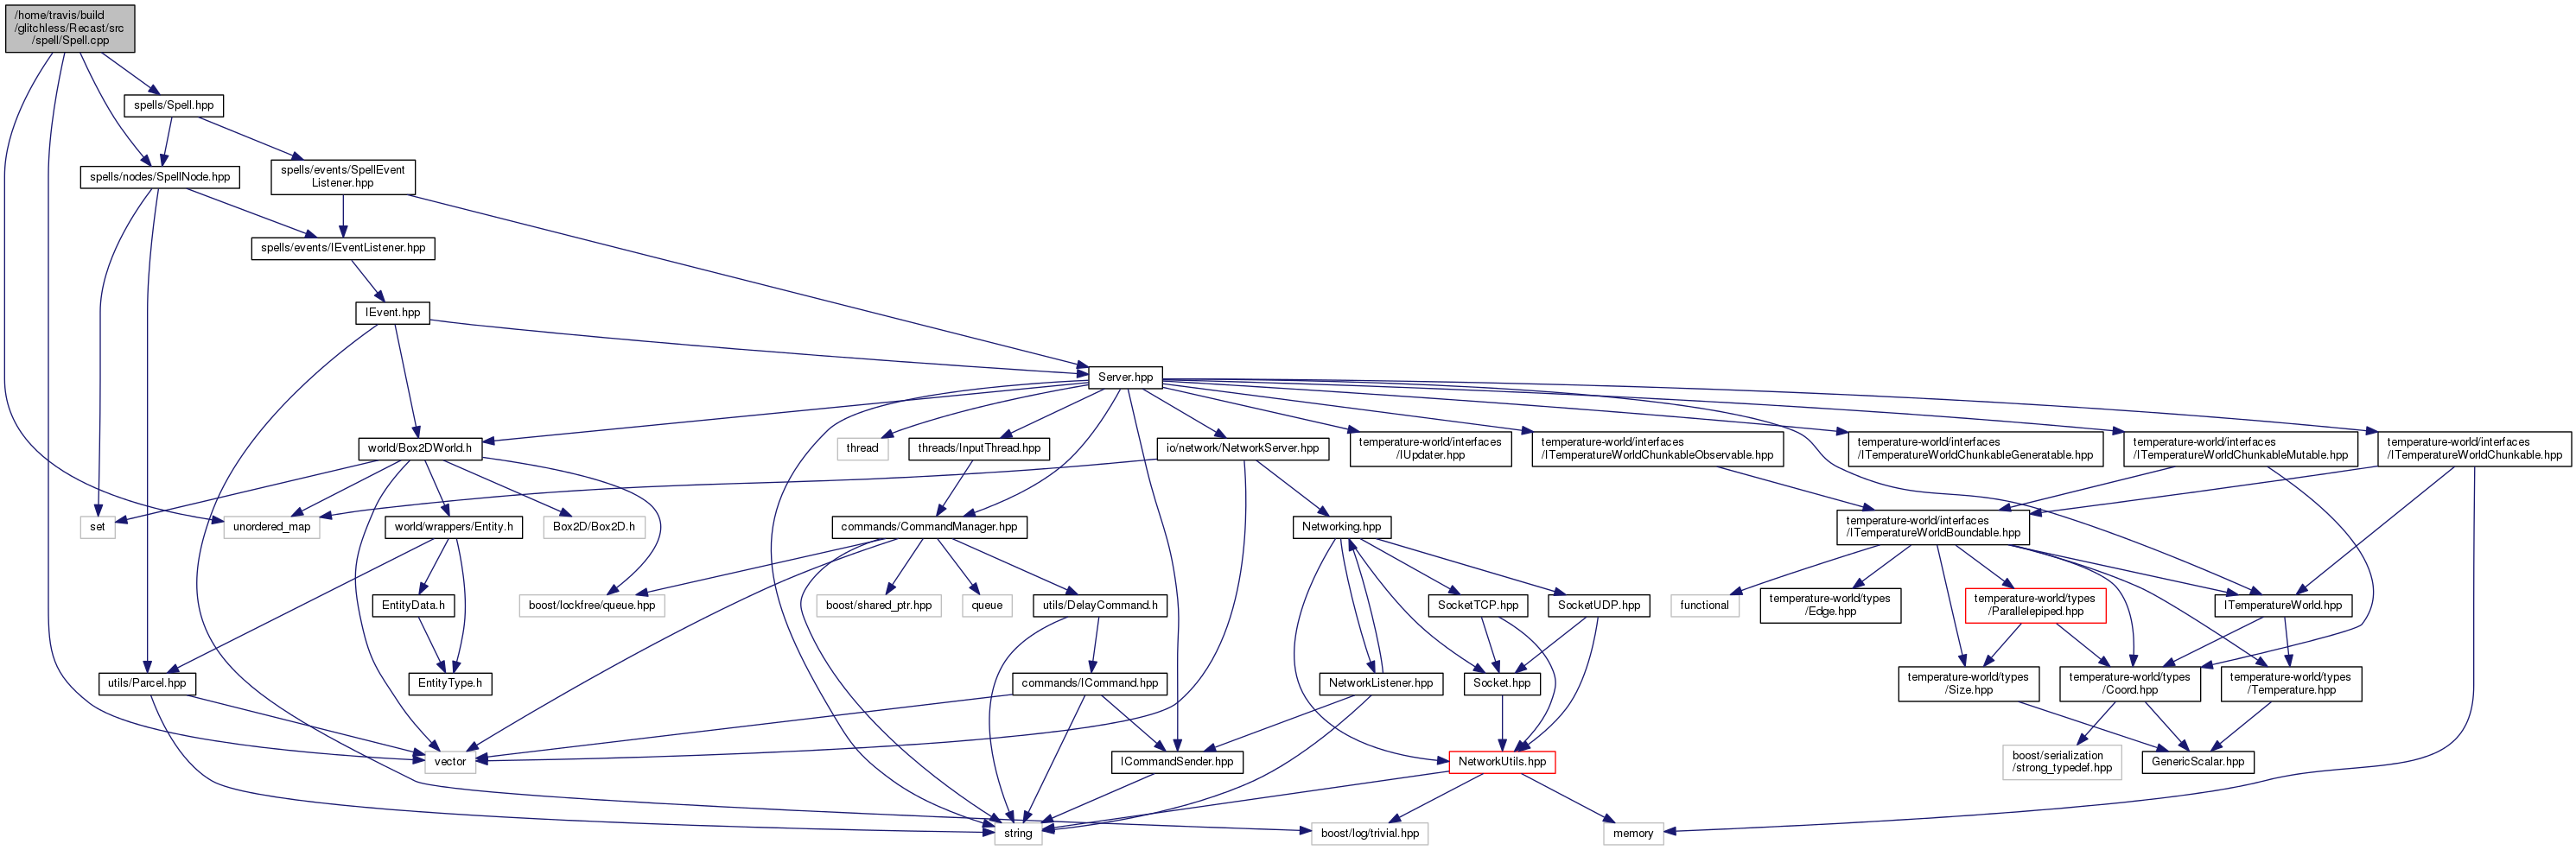 /home/travis/build
/glitchless/Recast/src
/spell/Spell.cpp
spells/Spell.hpp
spells/nodes/SpellNode.hpp
spells/events/SpellEvent
Listener.hpp
spells/events/IEventListener.hpp
IEvent.hpp
Server.hpp
world/Box2DWorld.h
thread
threads/InputThread.hpp
io/network/NetworkServer.hpp
temperature-world/interfaces
/IUpdater.hpp
temperature-world/interfaces
/ITemperatureWorldChunkableObservable.hpp
temperature-world/interfaces
/ITemperatureWorldChunkableGeneratable.hpp
temperature-world/interfaces
/ITemperatureWorldChunkableMutable.hpp
temperature-world/interfaces
/ITemperatureWorldChunkable.hpp
set
unordered_map
world/wrappers/Entity.h
Box2D/Box2D.h
commands/CommandManager.hpp
Networking.hpp
temperature-world/interfaces
/ITemperatureWorldBoundable.hpp
EntityData.h
boost/lockfree/queue.hpp
boost/shared_ptr.hpp
queue
utils/DelayCommand.h
SocketTCP.hpp
SocketUDP.hpp
functional
temperature-world/types
/Edge.hpp
temperature-world/types
/Parallelepiped.hpp
ITemperatureWorld.hpp
utils/Parcel.hpp
EntityType.h
commands/ICommand.hpp
NetworkListener.hpp
Socket.hpp
temperature-world/types
/Size.hpp
temperature-world/types
/Coord.hpp
temperature-world/types
/Temperature.hpp
vector
ICommandSender.hpp
NetworkUtils.hpp
boost/serialization
/strong_typedef.hpp
GenericScalar.hpp
string
boost/log/trivial.hpp
memory